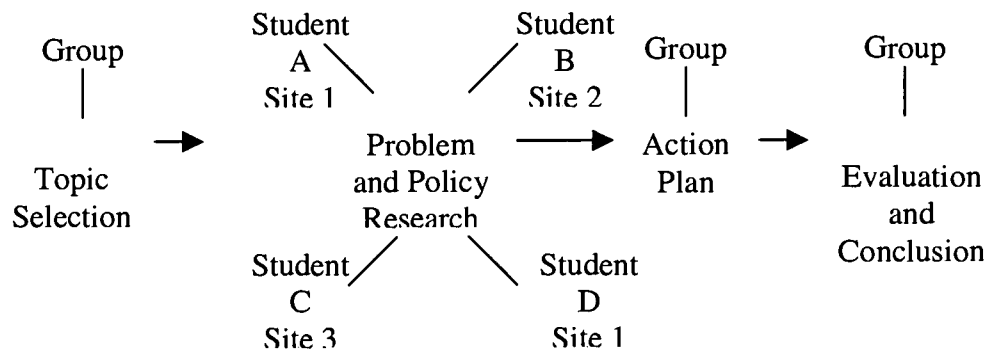 Group
Topic
Selection
Student
A
Site 1
Student
B
Site 2
Problem
and Policy
Research
Student
C
Site 3
Student
D
Site 1
Group
Action
Plan
Group
Evaluation
and
Conclusion